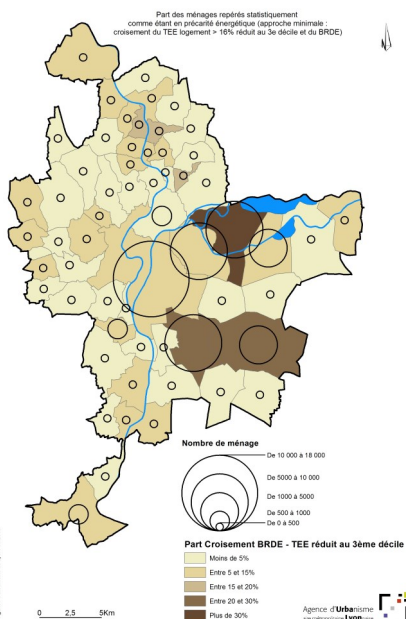 Part des ménages repérés statistiquement
comme étant en précarité énergétique (approche minimale :
croisement du TEE logement > 16% réduit au 3e décile et du BRDE)
Nombre de ménage
De 10 000 à 18 000
De 5000 à 10 000
De 1000 à 5000
De 500 à 1000
De 0 à 500
Part Croisement BRDE - TEE réduit au 3ème décile
Moins de 5%
Entre 5 et 15%
Entre 15 et 20%
Entre 20 et 30%
Plus de 30%
0 2,5 5Km
Agence d'Urbanisme
Lyon